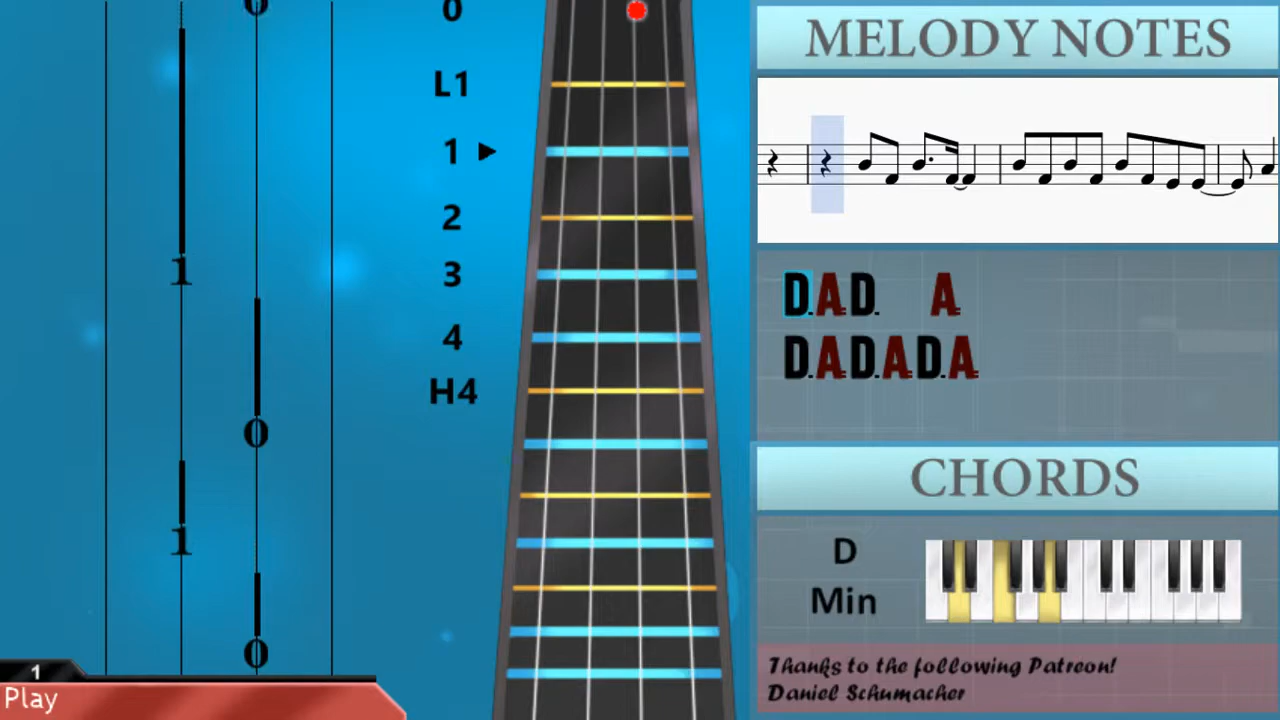 0
1
0
1
0
1
Play
0
L1
1
2
3
4
H4
MELODY NOTES
D.A.D. A.
D.A.D.A.D.A.
CHORDS
D
Min
Thanks to the following Patreon!
Daniel Schumacher